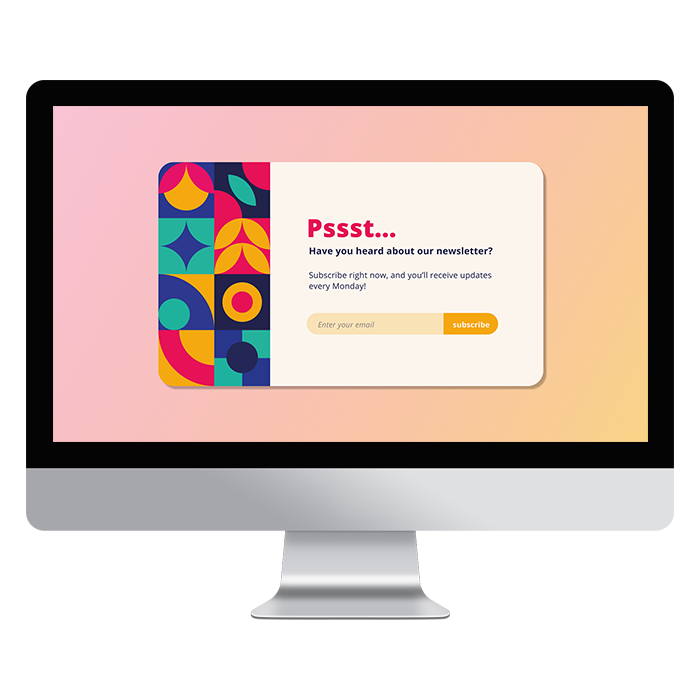 Pssst...
Have you heard about our newsletter?
Subscribe right now, and you'll receive updates
every Monday!
Enter your email
subscribe